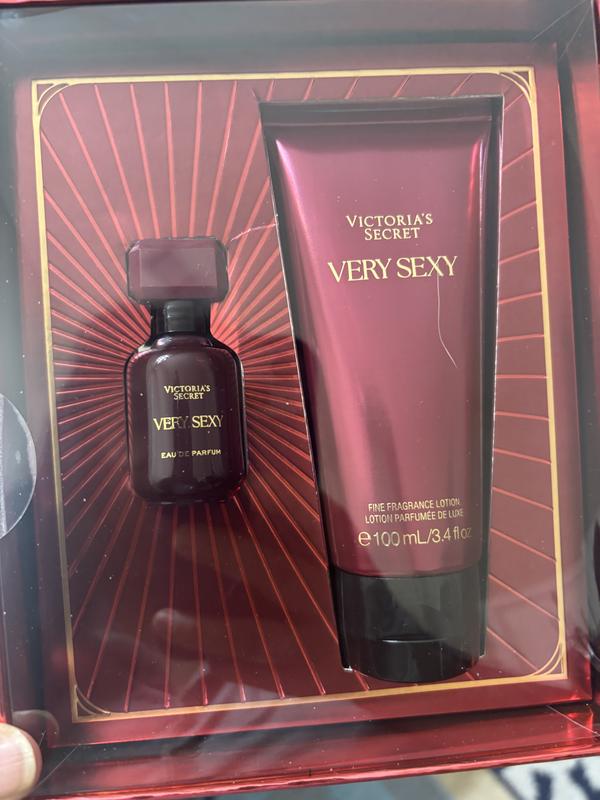 VICTORIA'S
SECRET
VERY SEXY
EAU DE PARFUM
VICTORIA'S
SECRET
VERY SEXY
FINE FRAGRANCE LOTION
LOTION PARFUMÉE DE LUXE
℮ 100 mL/3.4 fl oz